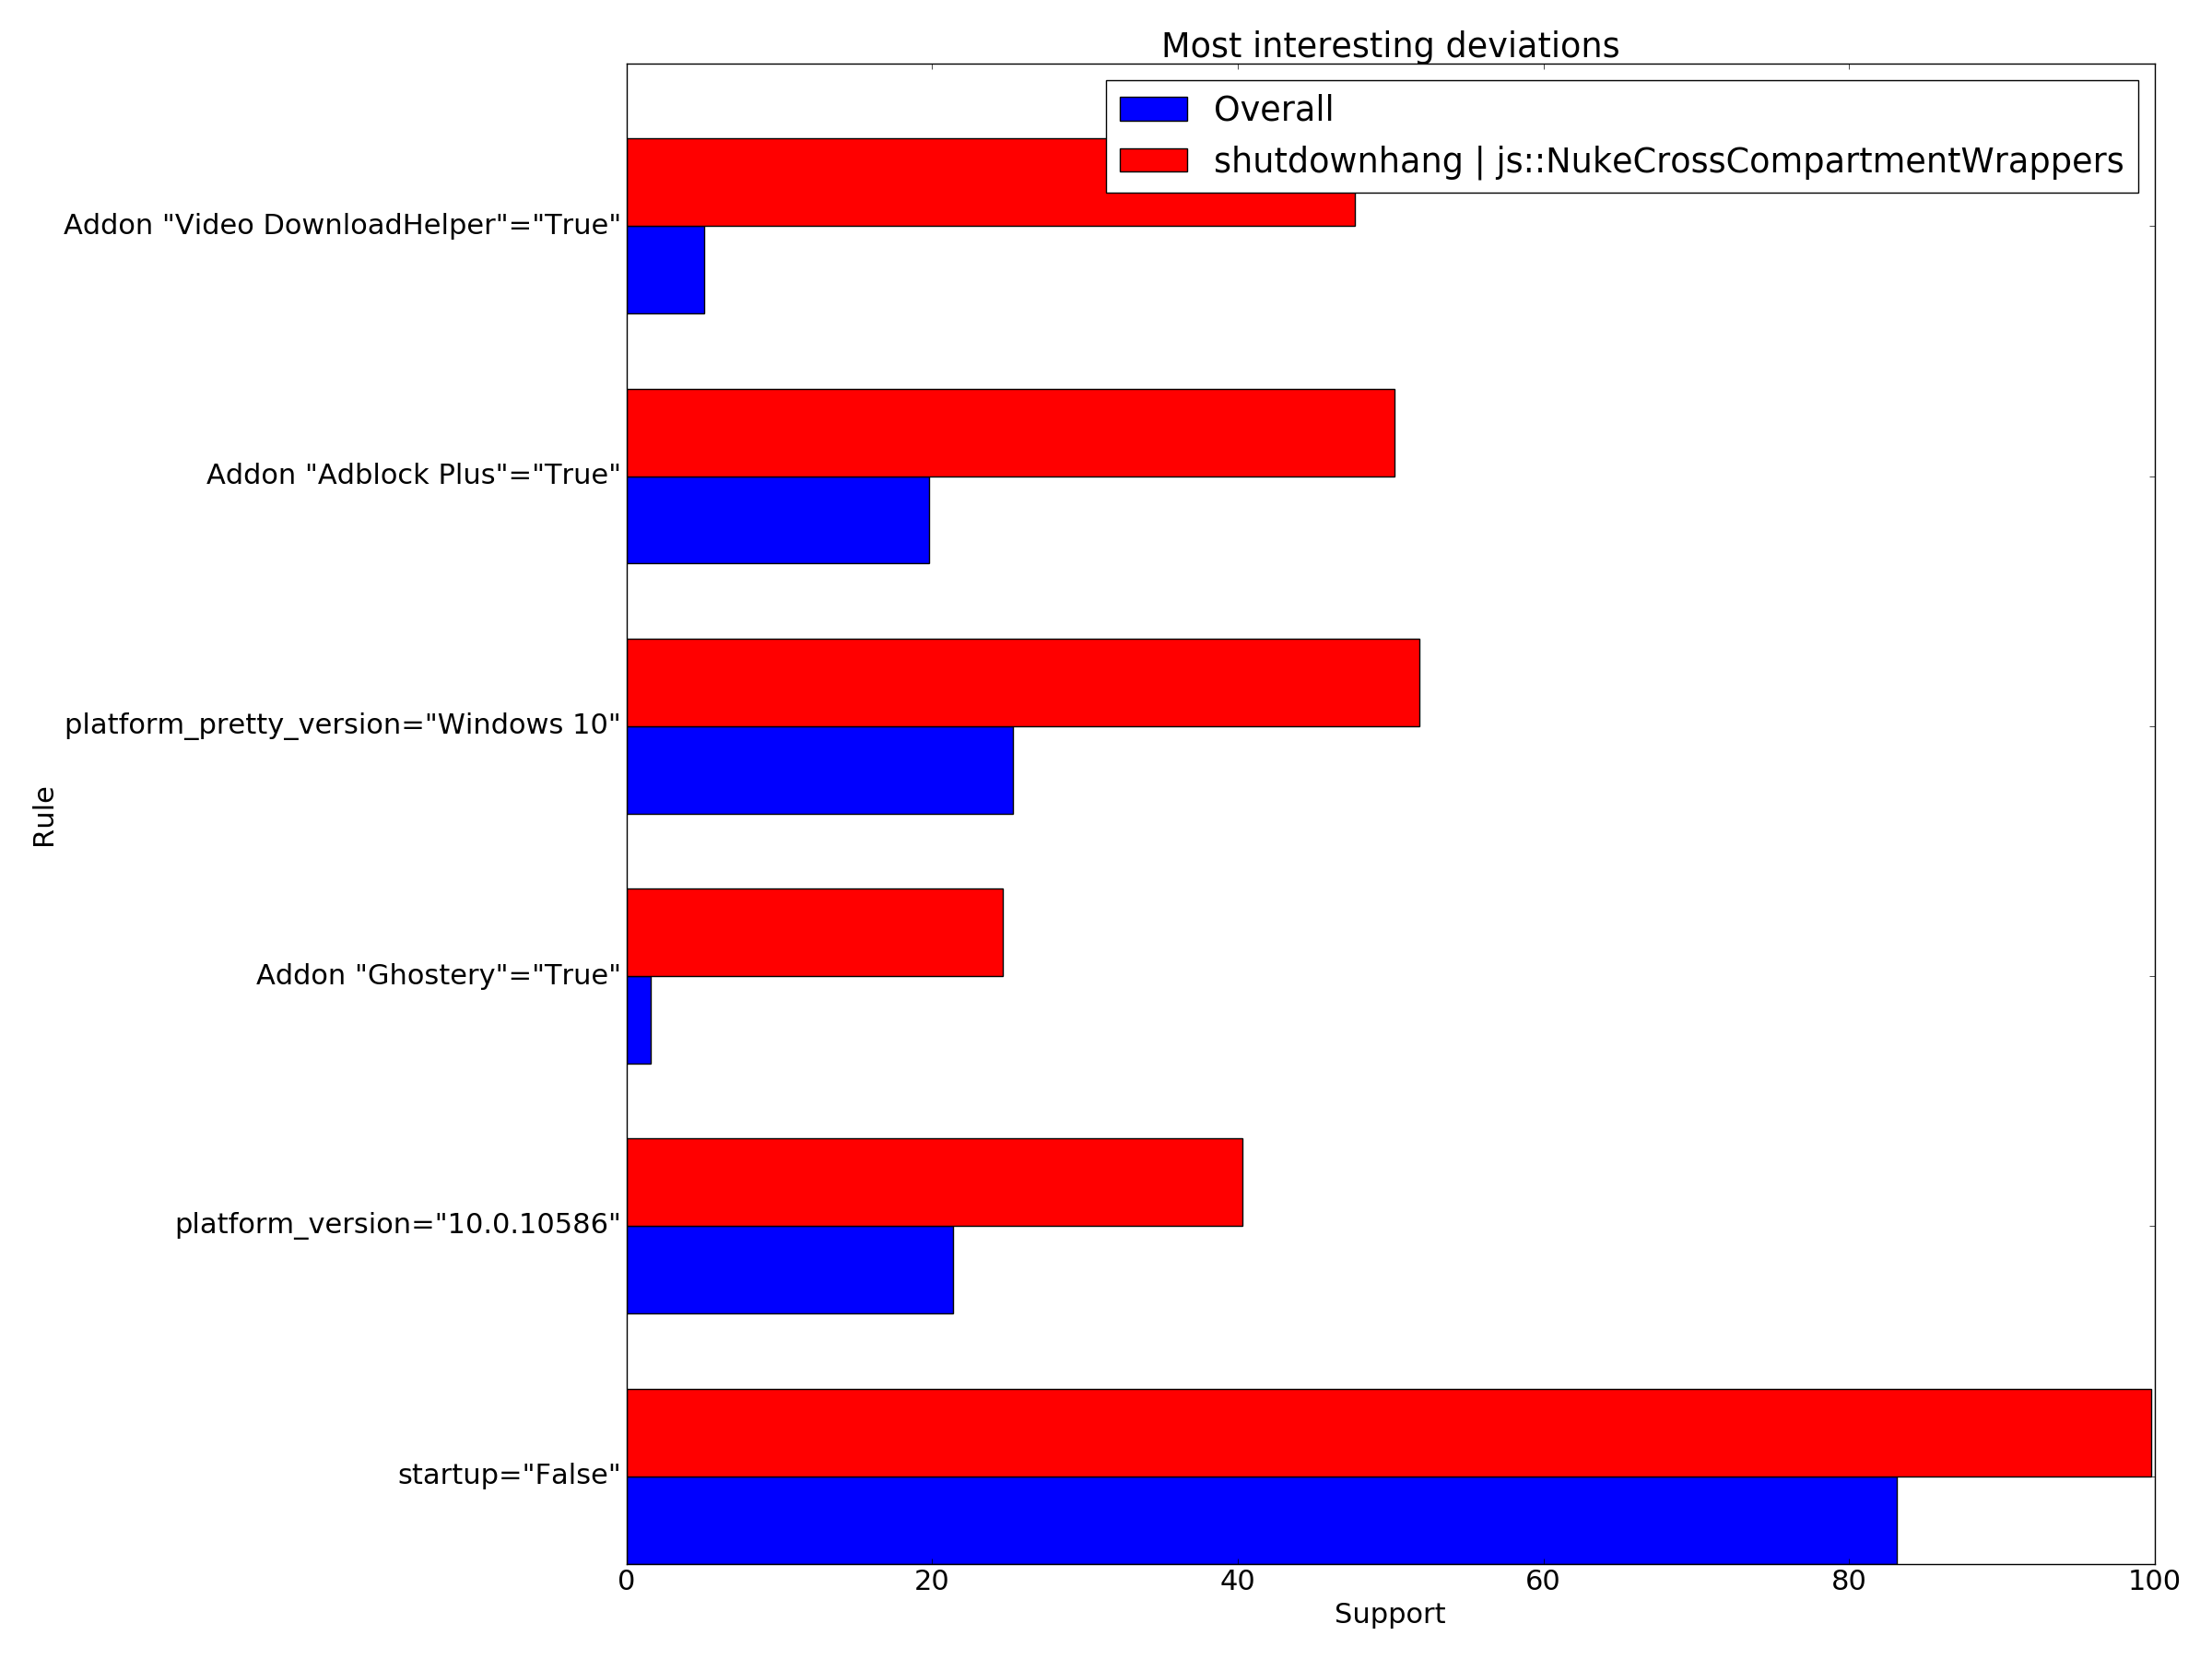 Most interesting deviations
Overall
shutdownhang | js::NukeCrossCompartmentWrappers
Addon "Video DownloadHelper"="True"
Addon "Adblock Plus"="True"
platform_pretty_version="Windows 10"
Rule
Addon "Ghostery"="True"
platform_version="10.0.10586"
startup="False"
0 20 40 60 80 100
Support